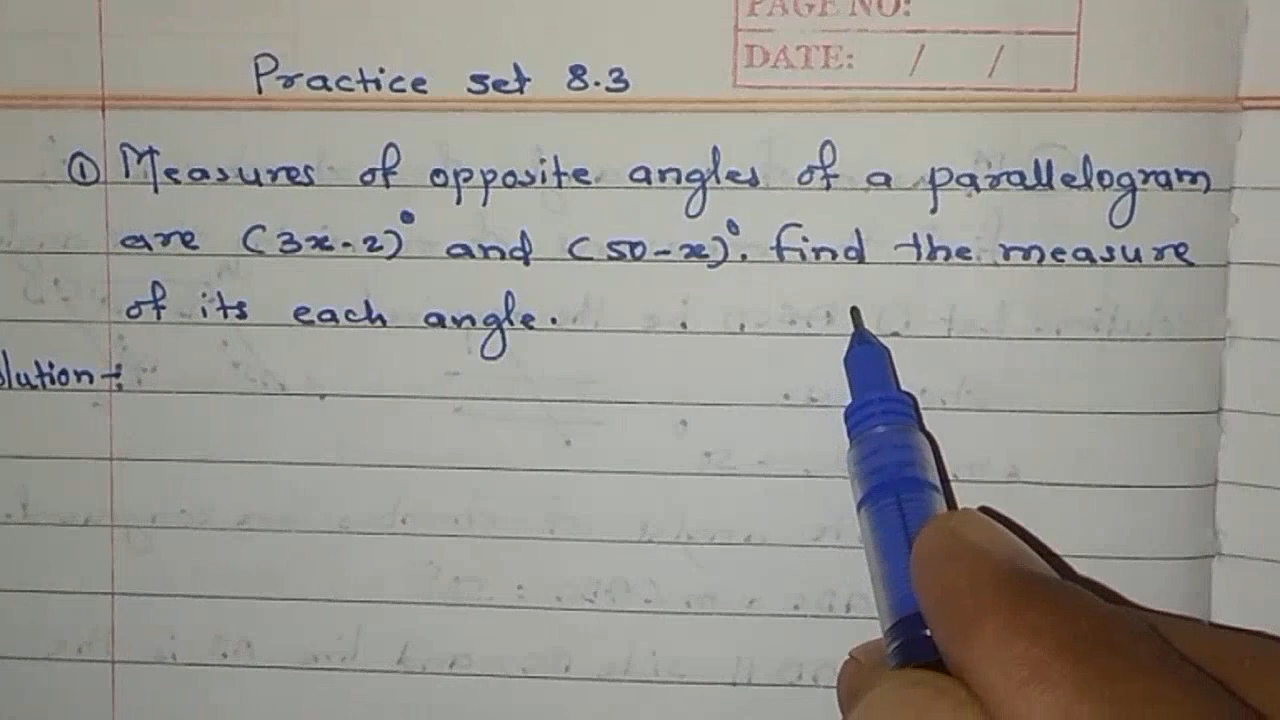 PAGE NO:
DATE: / /
Practice set 8.3
① Measures of opposite angles of a parallelogram
are (3x-2)° and (50-x)°. find the measure
of its each angle.
lution: